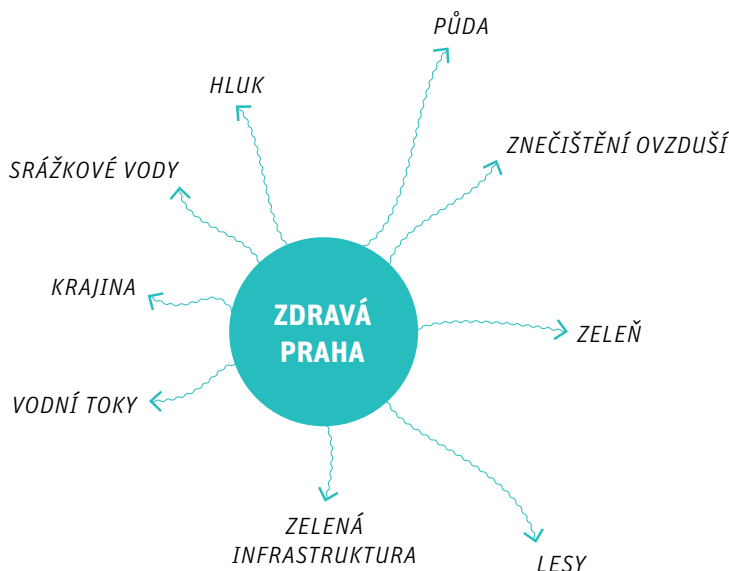 PŮDA
HLUK
ZNEČIŠTĚNÍ OVZDUŠÍ
SRÁŽKOVÉ VODY
KRAJINA
ZDRAVÁ
PRAHA
ZELEŇ
VODNÍ TOKY
ZELENÁ
INFRASTRUKTURA
LESY